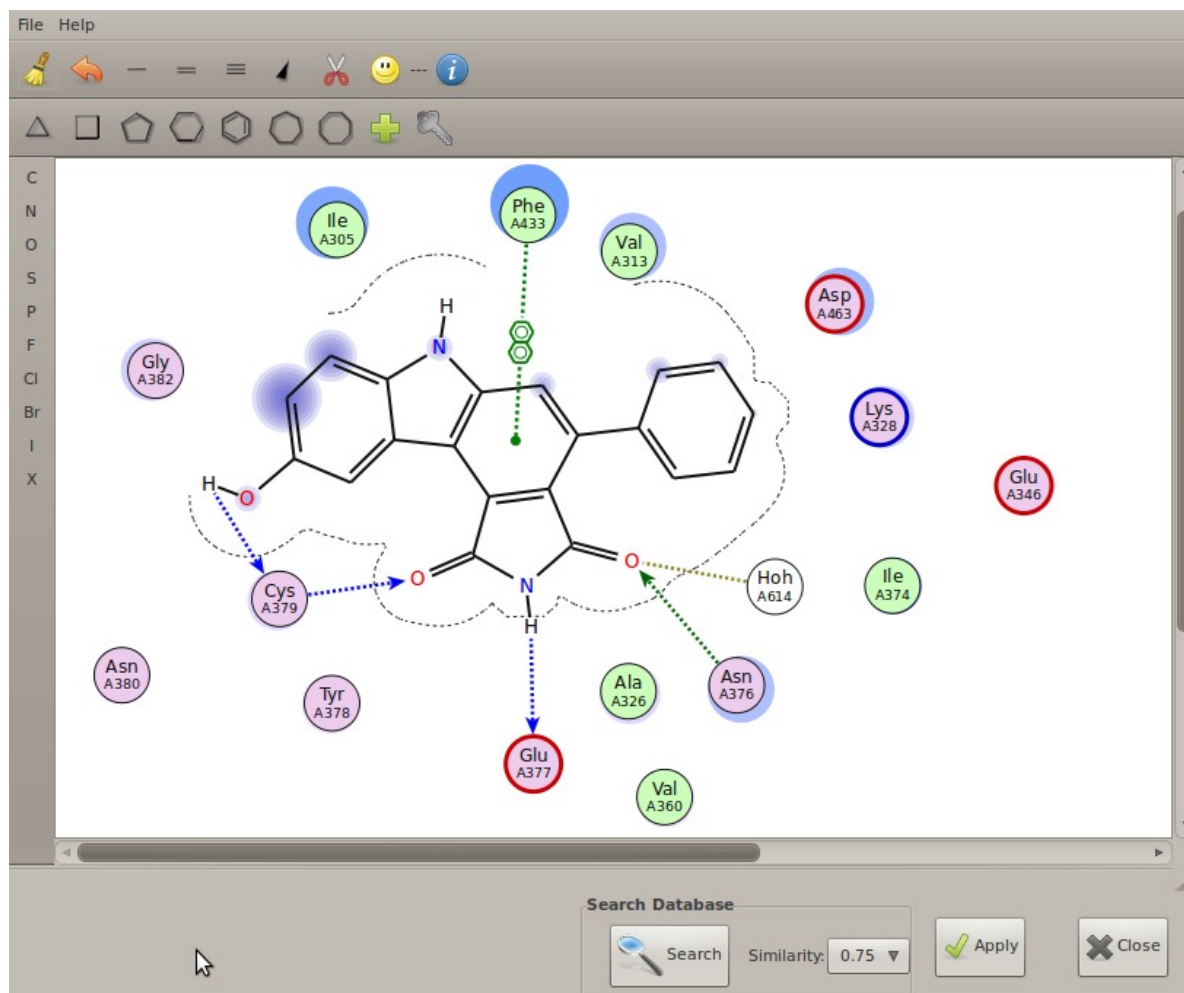 File Help
C
N
O
S
P
F
Cl
Br
I
X
Ile
A305
Phe
A433
Val
A313
Asp
A463
H
N
Gly
A382
Lys
A328
Glu
A346
H
O
O
O
N
H
Cys
A379
Hoh
A614
Ile
A374
Asn
A380
Tyr
A378
Ala
A326
Asn
A376
Glu
A377
Val
A360
Search Database
Search
Similarity: 0.75
Apply
Close